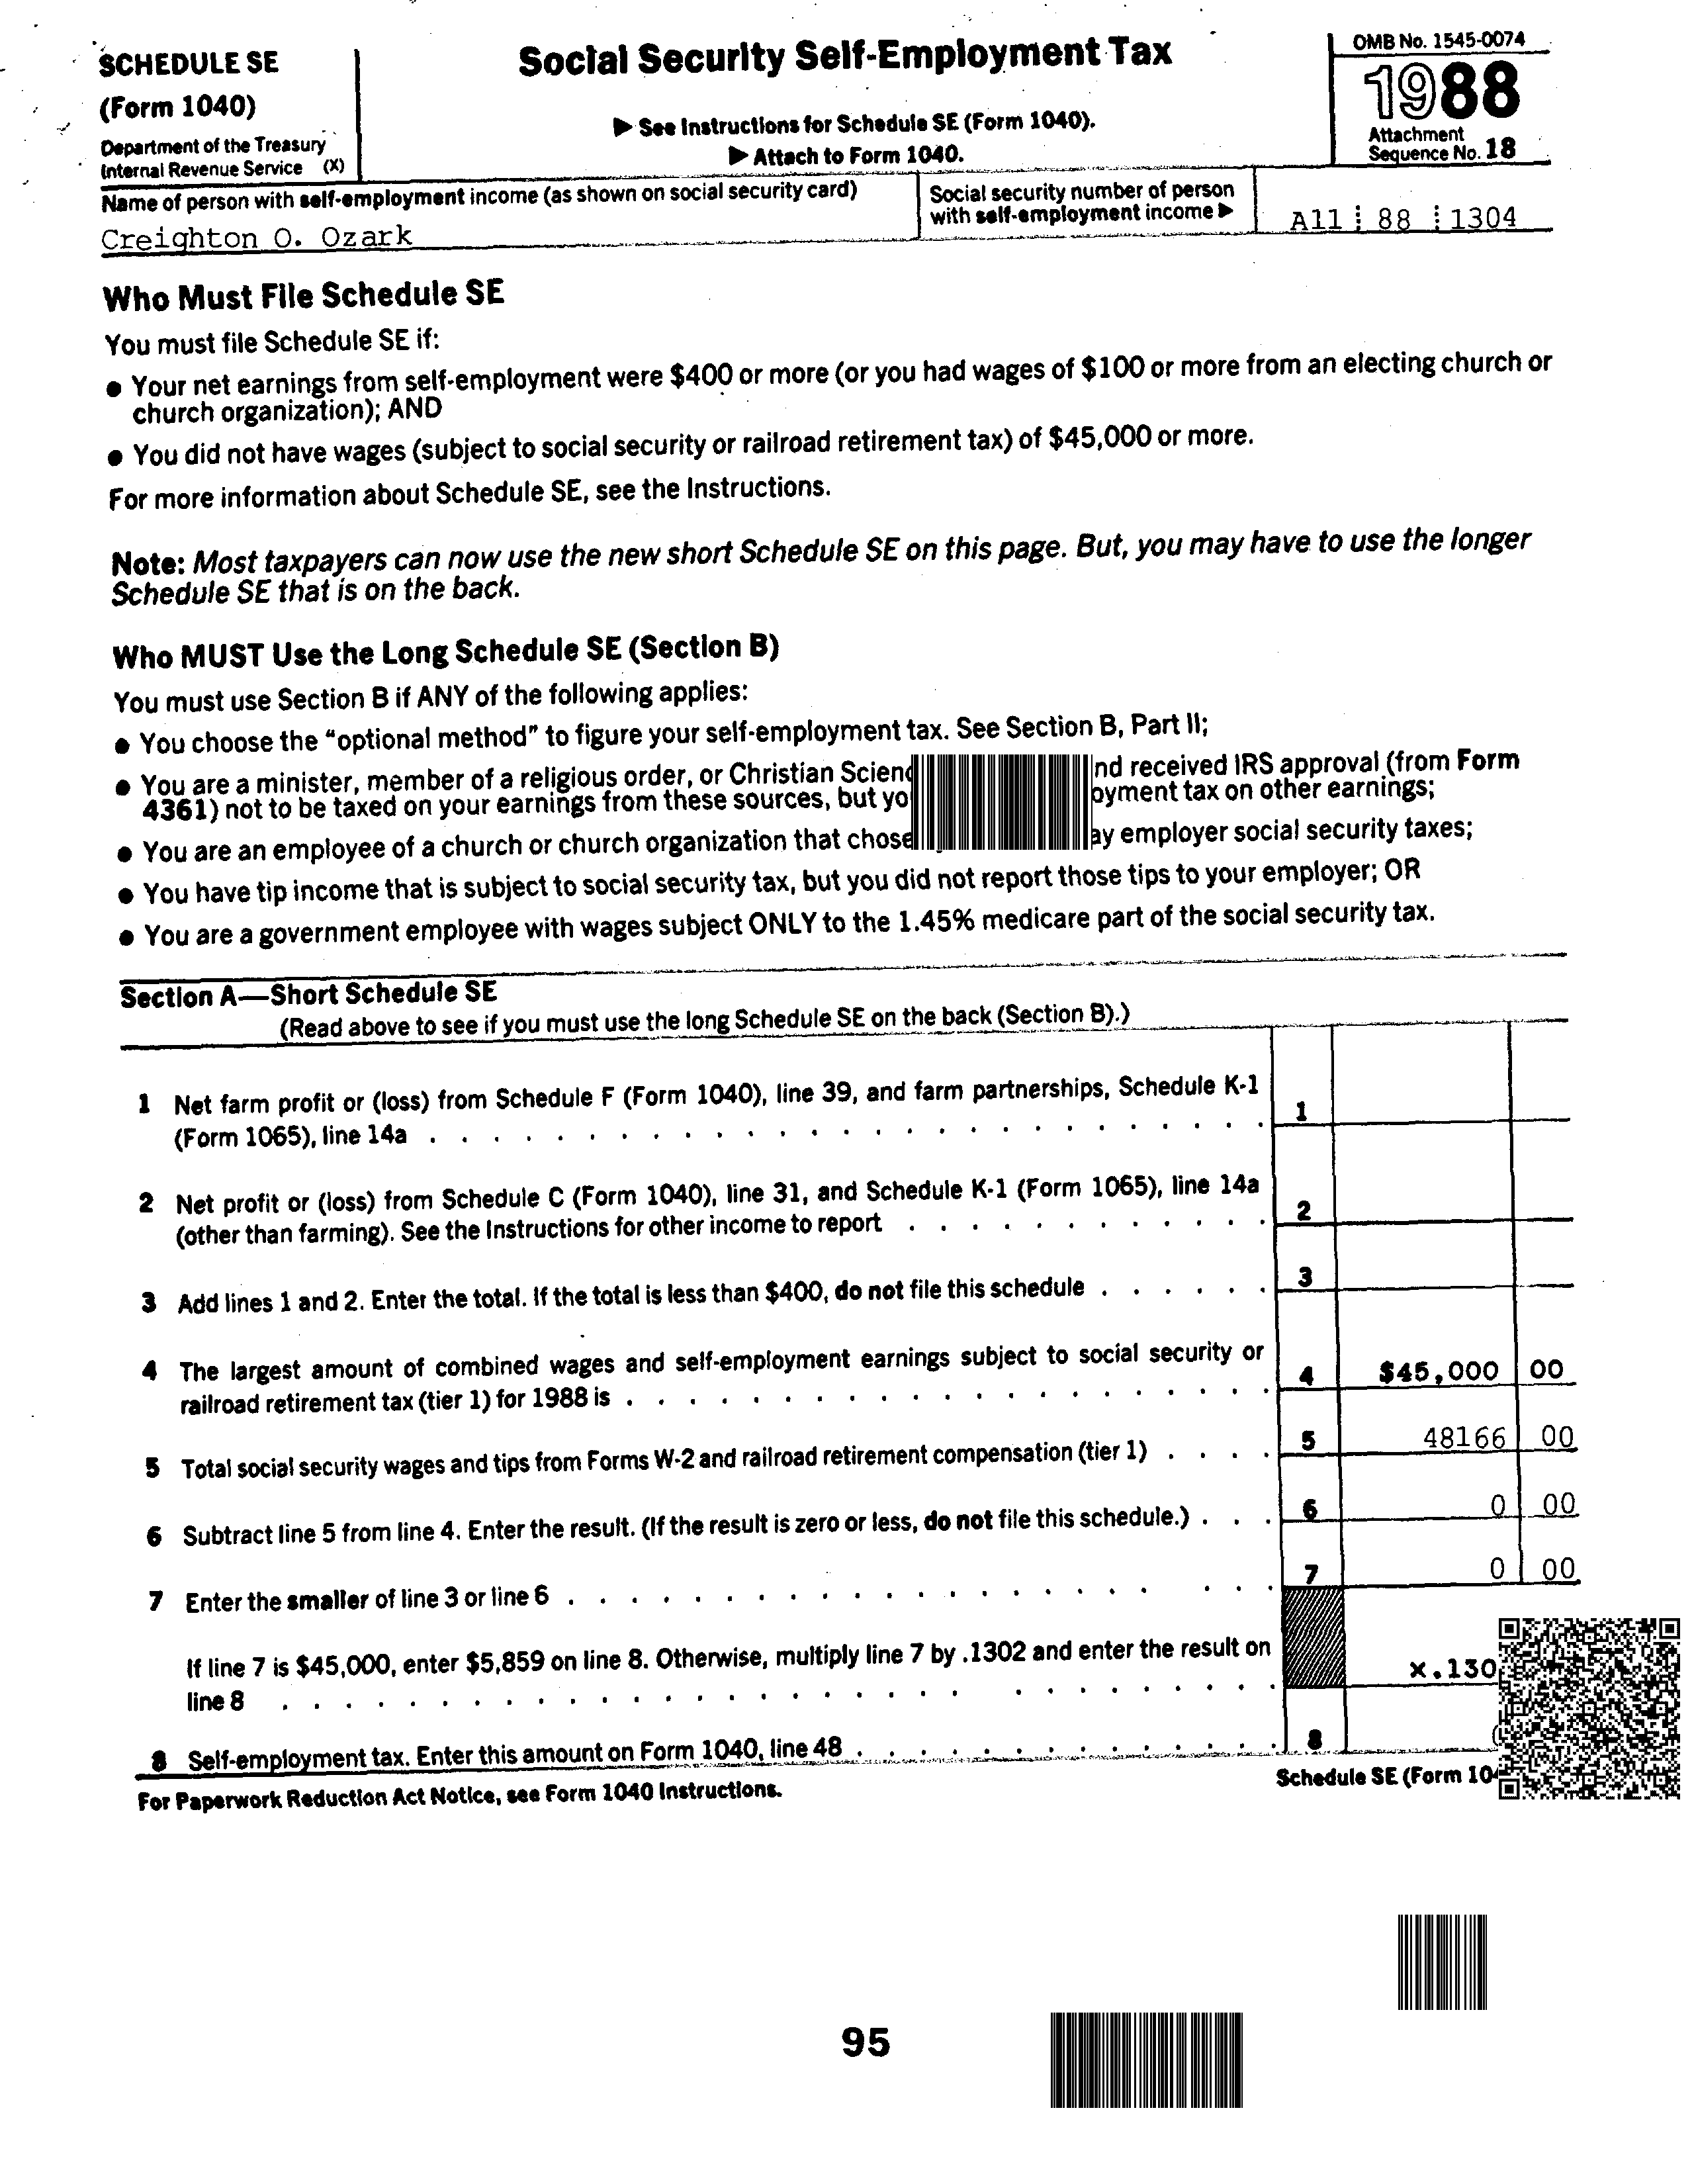 SCHEDULE SE
(Form 1040)
Department of the Treasury
Internal Revenue Service (X)
Social Security Self-Employment Tax
▶ See Instructions for Schedule SE (Form 1040).
▶ Attach to Form 1040.
OMB No. 1545-0074
1988
Attachment
Sequence No. 18
Name of person with self-employment income (as shown on social security card)
Creighton O. Ozark
Social security number of person
with self-employment income ▶
A11 88 1304
Who Must File Schedule SE
You must file Schedule SE if:
● Your net earnings from self-employment were $400 or more (or you had wages of $100 or more from an electing church or
church organization); AND
● You did not have wages (subject to social security or railroad retirement tax) of $45,000 or more.
For more information about Schedule SE, see the Instructions.
Note: Most taxpayers can now use the new short Schedule SE on this page. But, you may have to use the longer
Schedule SE that is on the back.
Who MUST Use the Long Schedule SE (Section B)
You must use Section B if ANY of the following applies:
● You choose the "optional method" to figure your self-employment tax. See Section B, Part II;
● You are a minister, member of a religious order, or Christian received IRS approval (from Form
4361) not to be taxed on your earnings from these sources, but tax on other earnings;
● You are an employee of a church or church organization that chose employer social security taxes;
● You have tip income that is subject to social security tax, but you did not report those tips to your employer; OR
● You are a government employee with wages subject ONLY to the 1.45% medicare part of the social security tax.
Section A—Short Schedule SE
(Read above to see if you must use the long Schedule SE on the back (Section B).)
1 Net farm profit or (loss) from Schedule F (Form 1040), line 39, and farm partnerships, Schedule K-1
(Form 1065), line 14a . . . . . . . . . . . . . . . . . . . . . . . . . . . 1
2 Net profit or (loss) from Schedule C (Form 1040), line 31, and Schedule K-1 (Form 1065), line 14a
(other than farming). See the Instructions for other income to report . . . . . . . . . . . . 2
3 Add lines 1 and 2. Enter the total. If the total is less than $400, do not file this schedule . . . . . . 3
4 The largest amount of combined wages and self-employment earnings subject to social security or
railroad retirement tax (tier 1) for 1988 is . . . . . . . . . . . . . . . . . . . . . 4 $45,000 00
5 Total social security wages and tips from Forms W-2 and railroad retirement compensation (tier 1) . . . . 5 48166 00
6 Subtract line 5 from line 4. Enter the result. (If the result is zero or less, do not file this schedule.) . . . 6 0 00
7 Enter the smaller of line 3 or line 6 . . . . . . . . . . . . . . . . . . . . . . 7 0 00
If line 7 is $45,000, enter $5,859 on line 8. Otherwise, multiply line 7 by .1302 and enter the result on
line 8 . . . . . . . . . . . . . . . . . . . . . . . . . . . . . . . x.130
8 Self-employment tax. Enter this amount on Form 1040, line 48 . . . . . . . . . . . . . . 8
For Paperwork Reduction Act Notice, see Form 1040 Instructions.
Schedule SE (Form
95